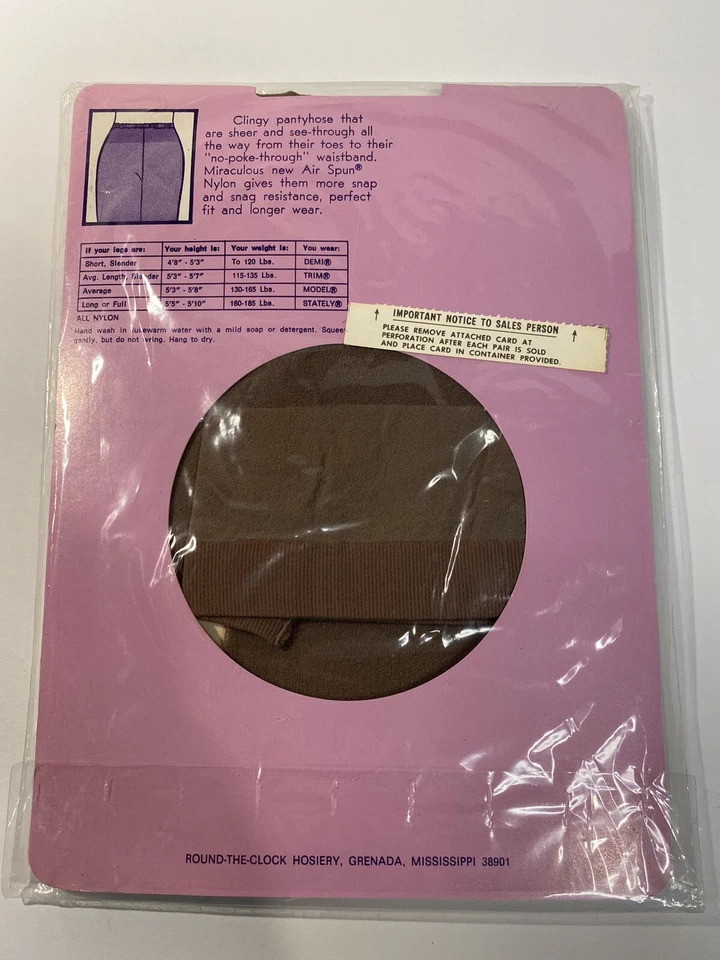 Clingy pantyhose that
are sheer and see-through all
the way from their toes to their
"no-poke-through" waistband.
Miraculous new Air Spun®
Nylon gives them more snap
and snag resistance, perfect
fit and longer wear.
If your legs are: Your height is: Your weight is: You wear:
Short, Slender 4'8" - 5'3" To 120 Lbs. DEMI®
Avg. Length, Slender 5'3" - 5'7" 115-135 Lbs. TRIM®
Average 5'3" - 5'8" 130-165 Lbs. MODEL®
Long or Full 5'5" - 5'10" 160-185 Lbs. STATELY®
ALL NYLON
Hand wash in lukewarm water with a mild soap or detergent.
gently, but do not wring. Hang to dry.
IMPORTANT NOTICE TO SALES PERSON
PLEASE REMOVE ATTACHED CARD AT
PERFORATION AFTER EACH PAIR IS SOLD
AND PLACE CARD IN CONTAINER PROVIDED.
ROUND-THE-CLOCK HOSIERY, GRENADA, MISSISSIPPI 38901